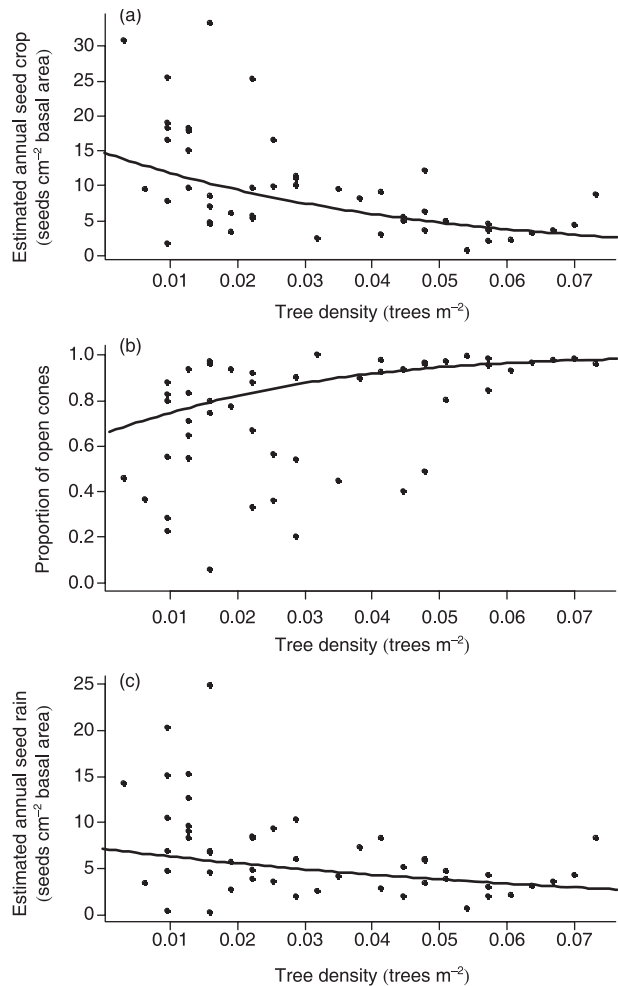 (a)
Estimated annual seed crop
(seeds cm⁻² basal area)
30
25
20
15
10
5
0
0.01 0.02 0.03 0.04 0.05 0.06 0.07
Tree density (trees m⁻²)
(b)
Proportion of open cones
1.0
0.8
0.6
0.4
0.2
0.0
0.01 0.02 0.03 0.04 0.05 0.06 0.07
Tree density (trees m⁻²)
(c)
Estimated annual seed rain
(seeds cm⁻² basal area)
25
20
15
10
5
0
0.01 0.02 0.03 0.04 0.05 0.06 0.07
Tree density (trees m⁻²)